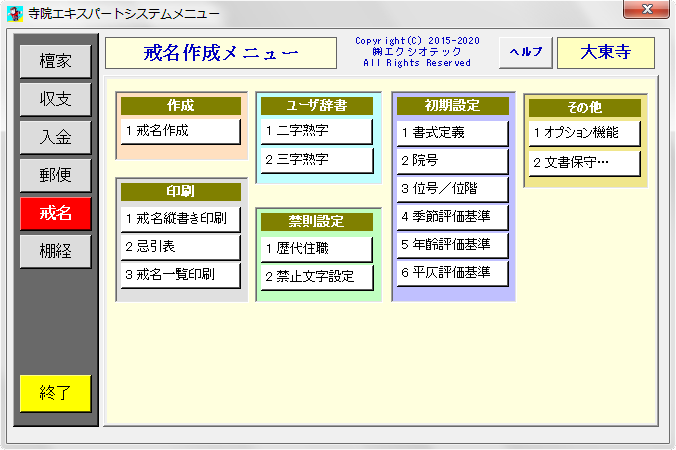 寺院エキスパートシステムメニュー
戒名作成メニュー
Copyright(C) 2015-2020
㈱エクシオテック
All Rights Reserved
ヘルプ
大東寺
檀家
収支
入金
郵便
戒名
棚経
終了
作成
1 戒名作成
印刷
1 戒名縦書き印刷
2 忌引表
3 戒名一覧印刷
ユーザ辞書
1 二字熟字
2 三字熟字
禁則設定
1 歴代住職
2 禁止文字設定
初期設定
1 書式定義
2 院号
3 位号／位階
4 季節評価基準
5 年齢評価基準
6 平仄評価基準
その他
1 オプション機能
2 文書保守…